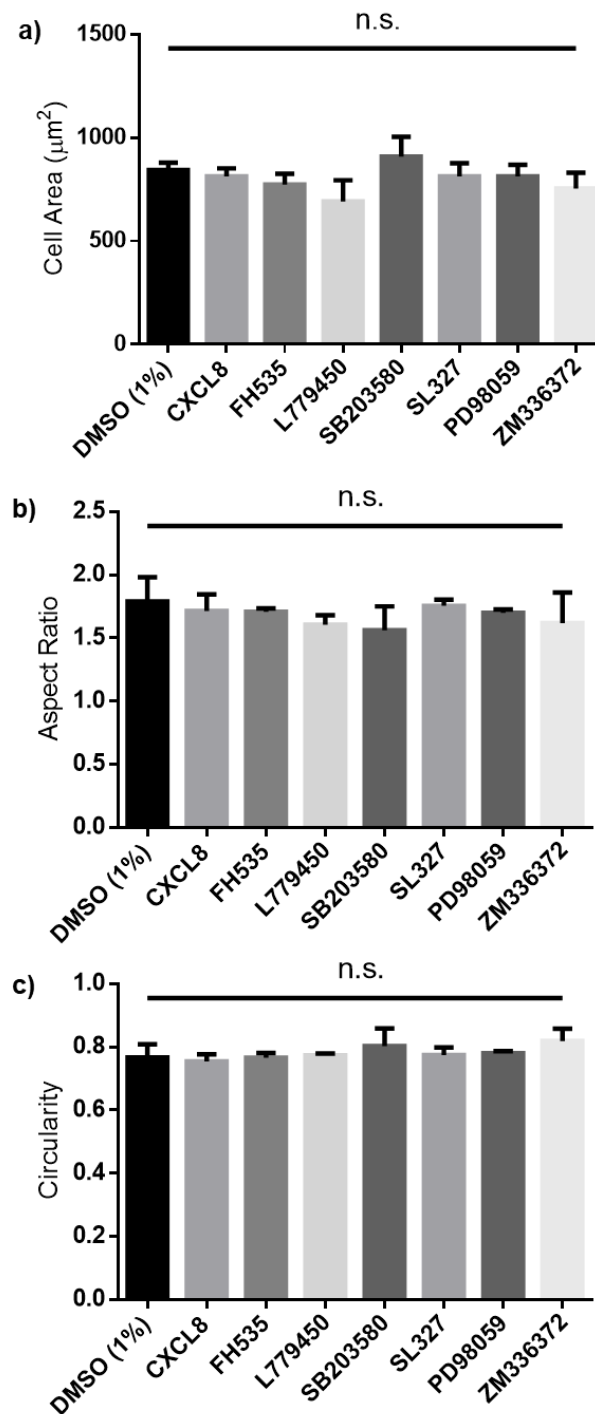 a)
n.s.
1500
1000
500
0
Cell Area (μm²)
DMSO (1%)
CXCL8
FH535
L779450
SB203580
SL327
PD98059
ZM336372
b)
n.s.
2.5
2.0
1.5
1.0
0.5
0.0
Aspect Ratio
DMSO (1%)
CXCL8
FH535
L779450
SB203580
SL327
PD98059
ZM336372
c)
n.s.
1.0
0.8
0.6
0.4
0.2
0.0
Circularity
DMSO (1%)
CXCL8
FH535
L779450
SB203580
SL327
PD98059
ZM336372